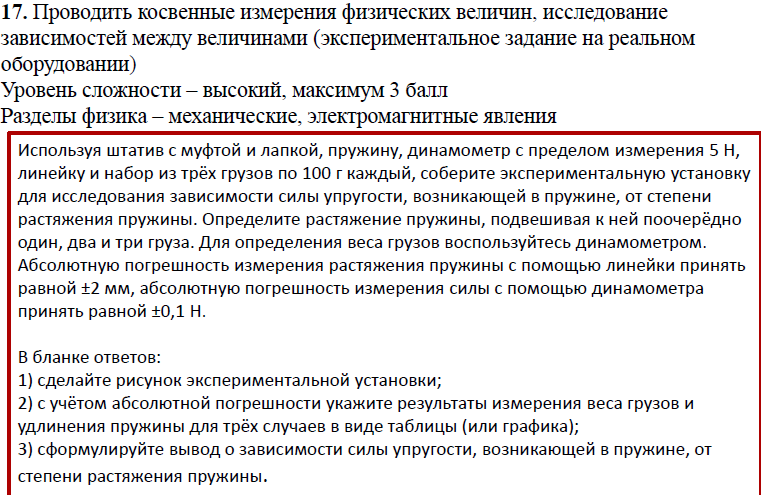 17. Проводить косвенные измерения физических величин, исследование
зависимостей между величинами (экспериментальное задание на реальном
оборудовании)
Уровень сложности – высокий, максимум 3 балл
Разделы физика – механические, электромагнитные явления
Используя штатив с муфтой и лапкой, пружину, динамометр с пределом измерения 5 Н,
линейку и набор из трёх грузов по 100 г каждый, соберите экспериментальную установку
для исследования зависимости силы упругости, возникающей в пружине, от степени
растяжения пружины. Определите растяжение пружины, подвешивая к ней поочерёдно
один, два и три груза. Для определения веса грузов воспользуйтесь динамометром.
Абсолютную погрешность измерения растяжения пружины с помощью линейки принять
равной ±2 мм, абсолютную погрешность измерения силы с помощью динамометра
принять равной ±0,1 Н.
В бланке ответов:
1) сделайте рисунок экспериментальной установки;
2) с учётом абсолютной погрешности укажите результаты измерения веса грузов и
удлинения пружины для трёх случаев в виде таблицы (или графика);
3) сформулируйте вывод о зависимости силы упругости, возникающей в пружине, от
степени растяжения пружины.